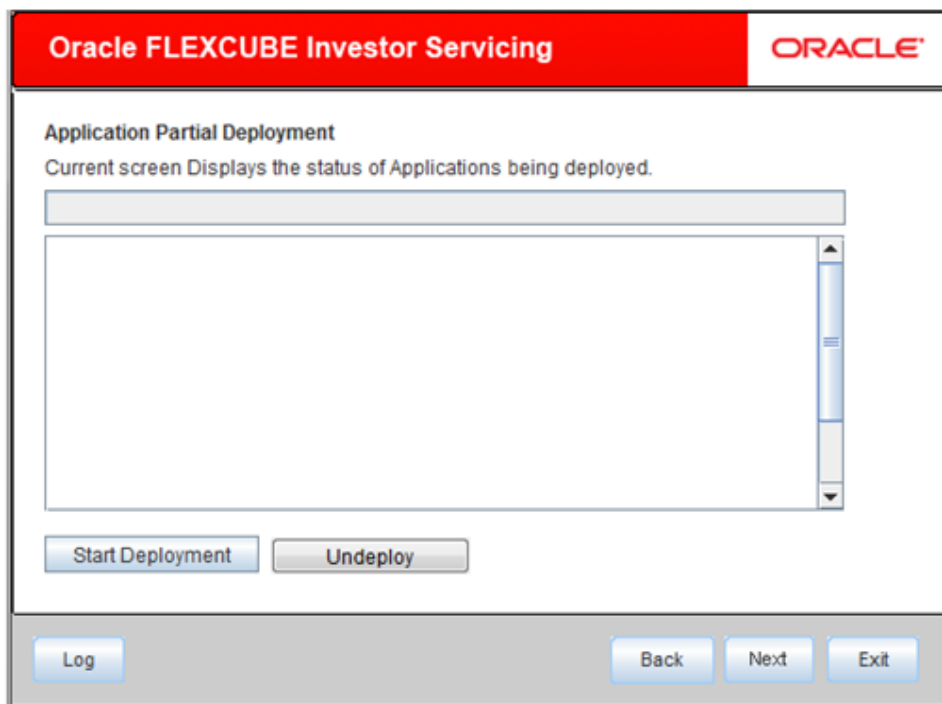 Oracle FLEXCUBE Investor Servicing
ORACLE
Application Partial Deployment
Current screen Displays the status of Applications being deployed.
Start Deployment
Undeploy
Log
Back
Next
Exit